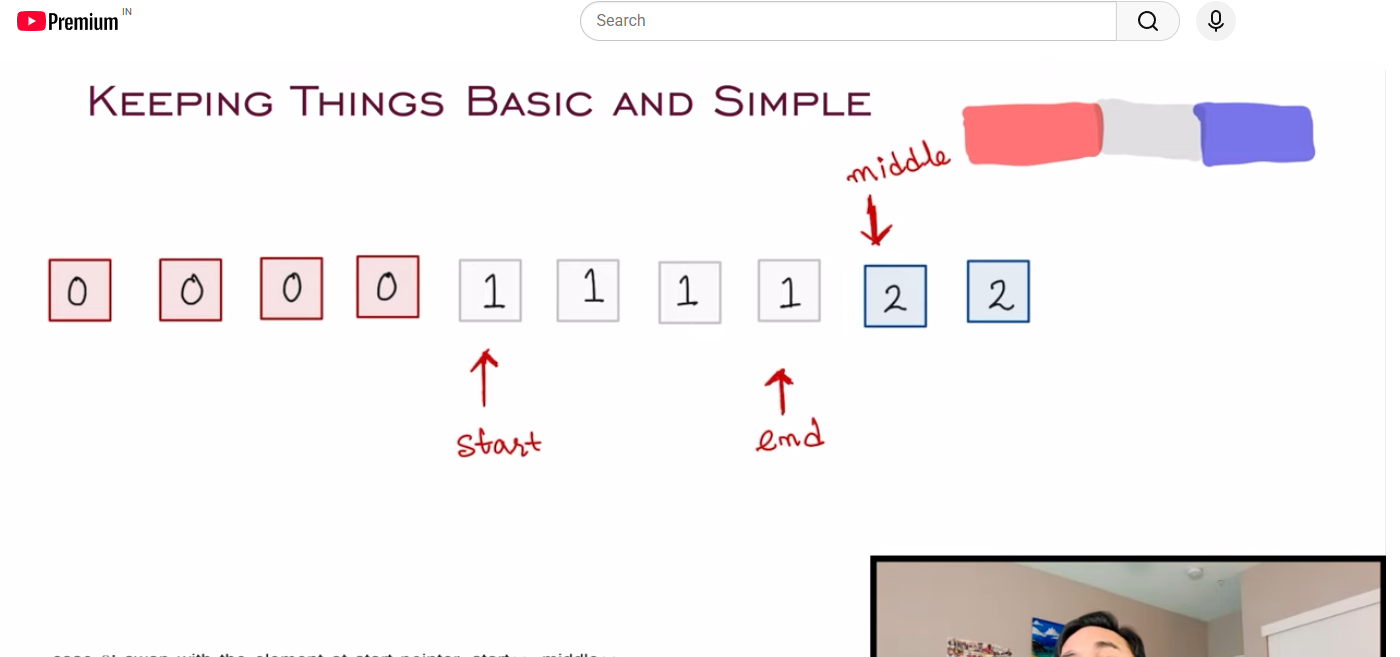 Premium IN
Search
KEEPING THINGS BASIC AND SIMPLE
middle
0 0 0 0 1 1 1 1 2 2
start
end